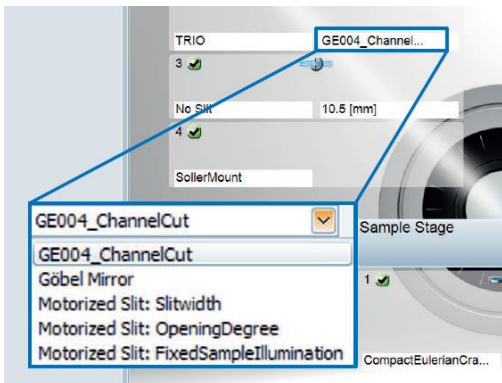 TRIO
GE004_Channel...
3
No Slit
10.5 [mm]
4
SollerMount
GE004_ChannelCut
GE004_ChannelCut
Göbel Mirror
Motorized Slit: Slitwidth
Motorized Slit: OpeningDegree
Motorized Slit: FixedSampleIllumination
Sample Stage
1
CompactEulerianCra...